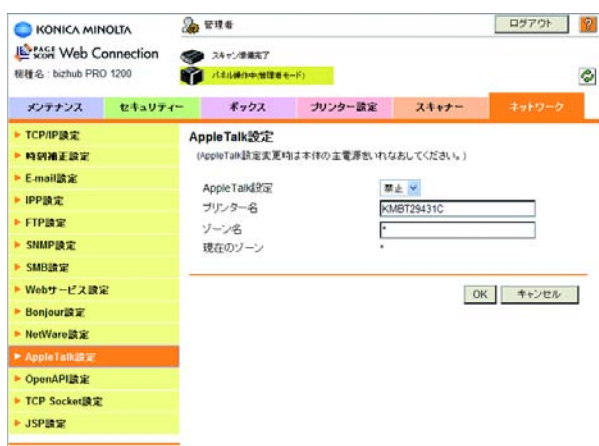 KONICA MINOLTA
管理者
ログアウト
?
PAGE SCOPE Web Connection
機種名 : bizhub PRO 1200
スキャン準備完了
パネル操作中(管理者モード)
メンテナンス
セキュリティー
ボックス
プリンター設定
スキャナー
ネットワーク
TCP/IP設定
時刻補正設定
E-mail設定
IPP設定
FTP設定
SNMP設定
SMB設定
Webサービス設定
Bonjour設定
NetWare設定
AppleTalk設定
OpenAPI設定
TCP Socket設定
JSP設定
AppleTalk設定
(AppleTalk設定変更時は本体の主電源をいれなおしてください。)
AppleTalk設定 禁止
プリンター名 KMBT29431C
ゾーン名 *
現在のゾーン *
OK キャンセル